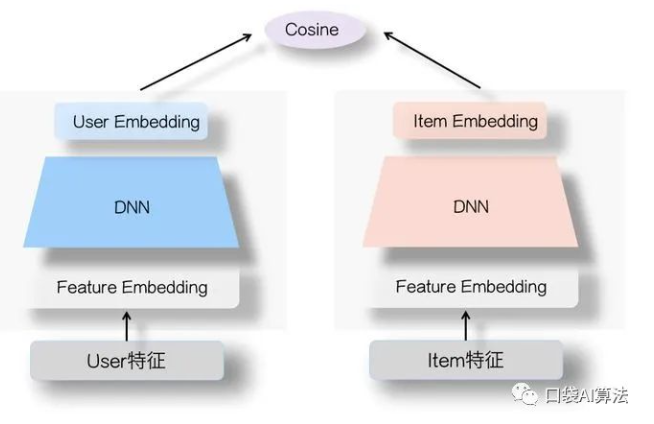 Cosine
User Embedding
Item Embedding
DNN
DNN
Feature Embedding
Feature Embedding
User特征
Item特征
口袋AI算法